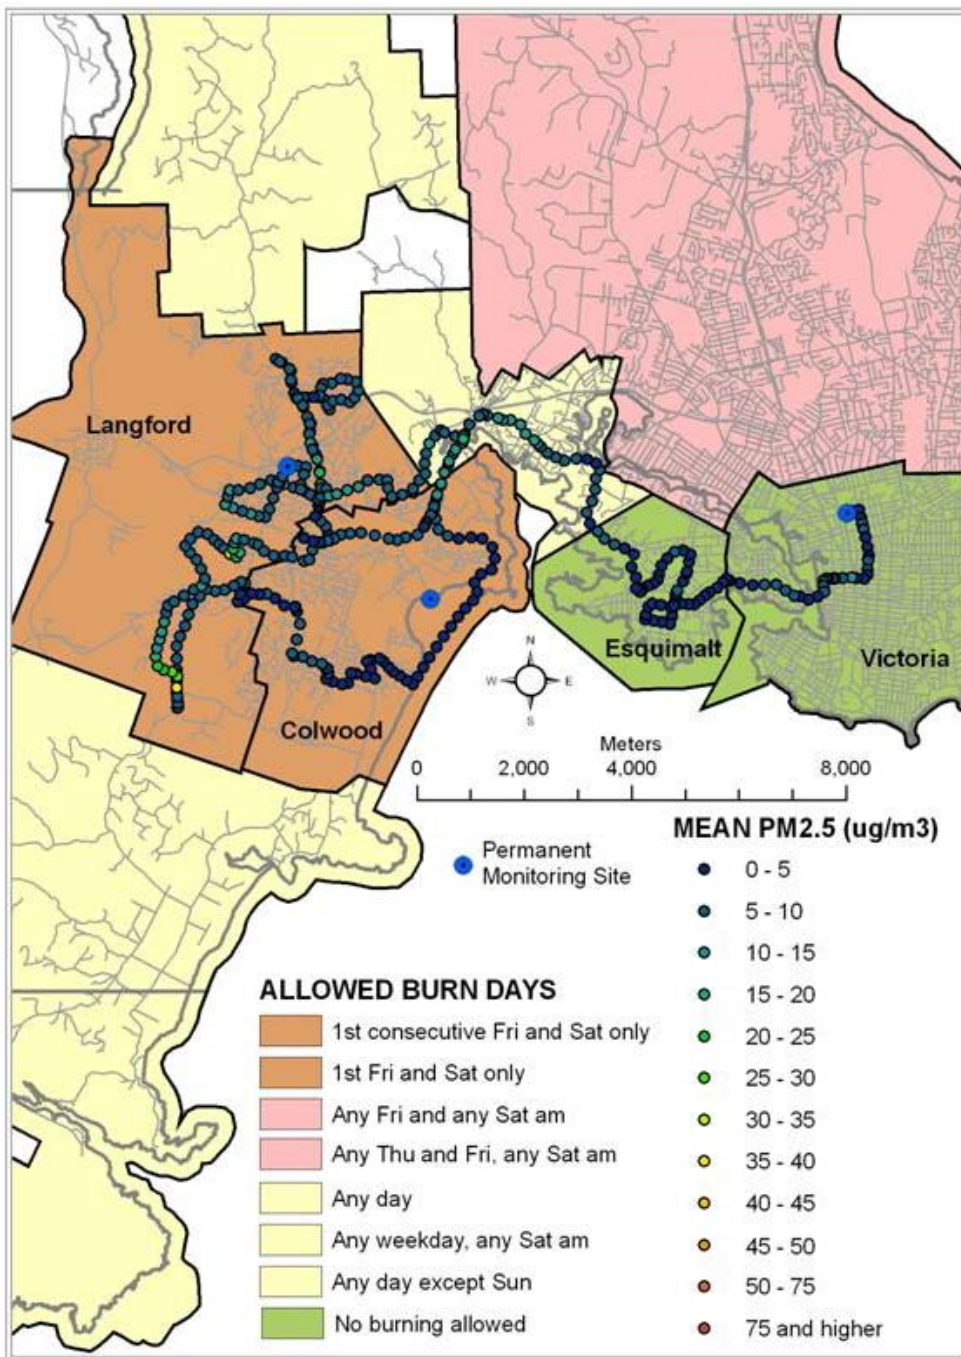 Langford
Esquimalt
Victoria
Colwood
N
W
E
S
Meters
0 2,000 4,000 8,000
Permanent
Monitoring Site
MEAN PM2.5 (ug/m3)
0 - 5
5 - 10
10 - 15
15 - 20
20 - 25
25 - 30
30 - 35
35 - 40
40 - 45
45 - 50
50 - 75
75 and higher
ALLOWED BURN DAYS
1st consecutive Fri and Sat only
1st Fri and Sat only
Any Fri and any Sat am
Any Thu and Fri, any Sat am
Any day
Any weekday, any Sat am
Any day except Sun
No burning allowed